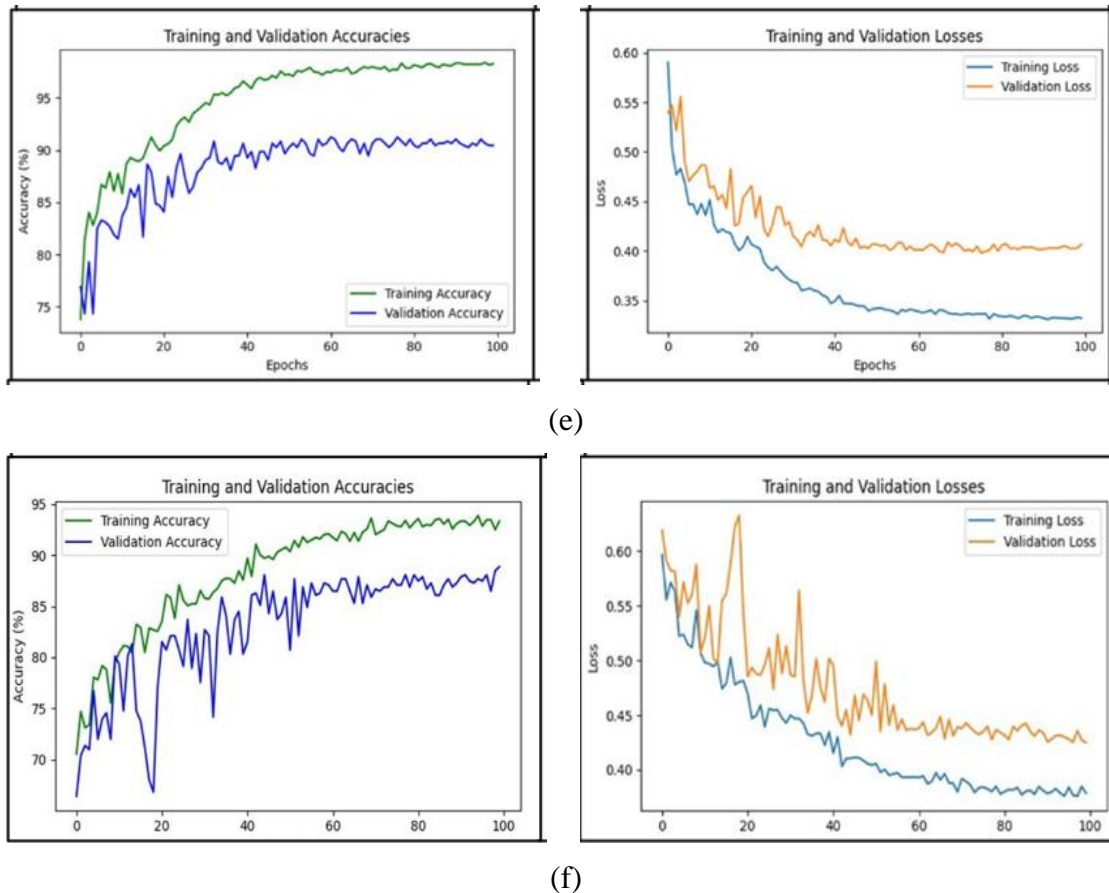 Training and Validation Accuracies
95
90
85
80
75
Accuracy (%)
Training Accuracy
Validation Accuracy
0 20 40 60 80 100
Epochs
Training and Validation Losses
0.60
0.55
0.50
0.45
0.40
0.35
Loss
Training Loss
Validation Loss
0 20 40 60 80 100
Epochs
(e)
Training and Validation Accuracies
95
90
85
80
75
70
Accuracy (%)
Training Accuracy
Validation Accuracy
0 20 40 60 80 100
Training and Validation Losses
0.60
0.55
0.50
0.45
0.40
Loss
Training Loss
Validation Loss
0 20 40 60 80 100
(f)